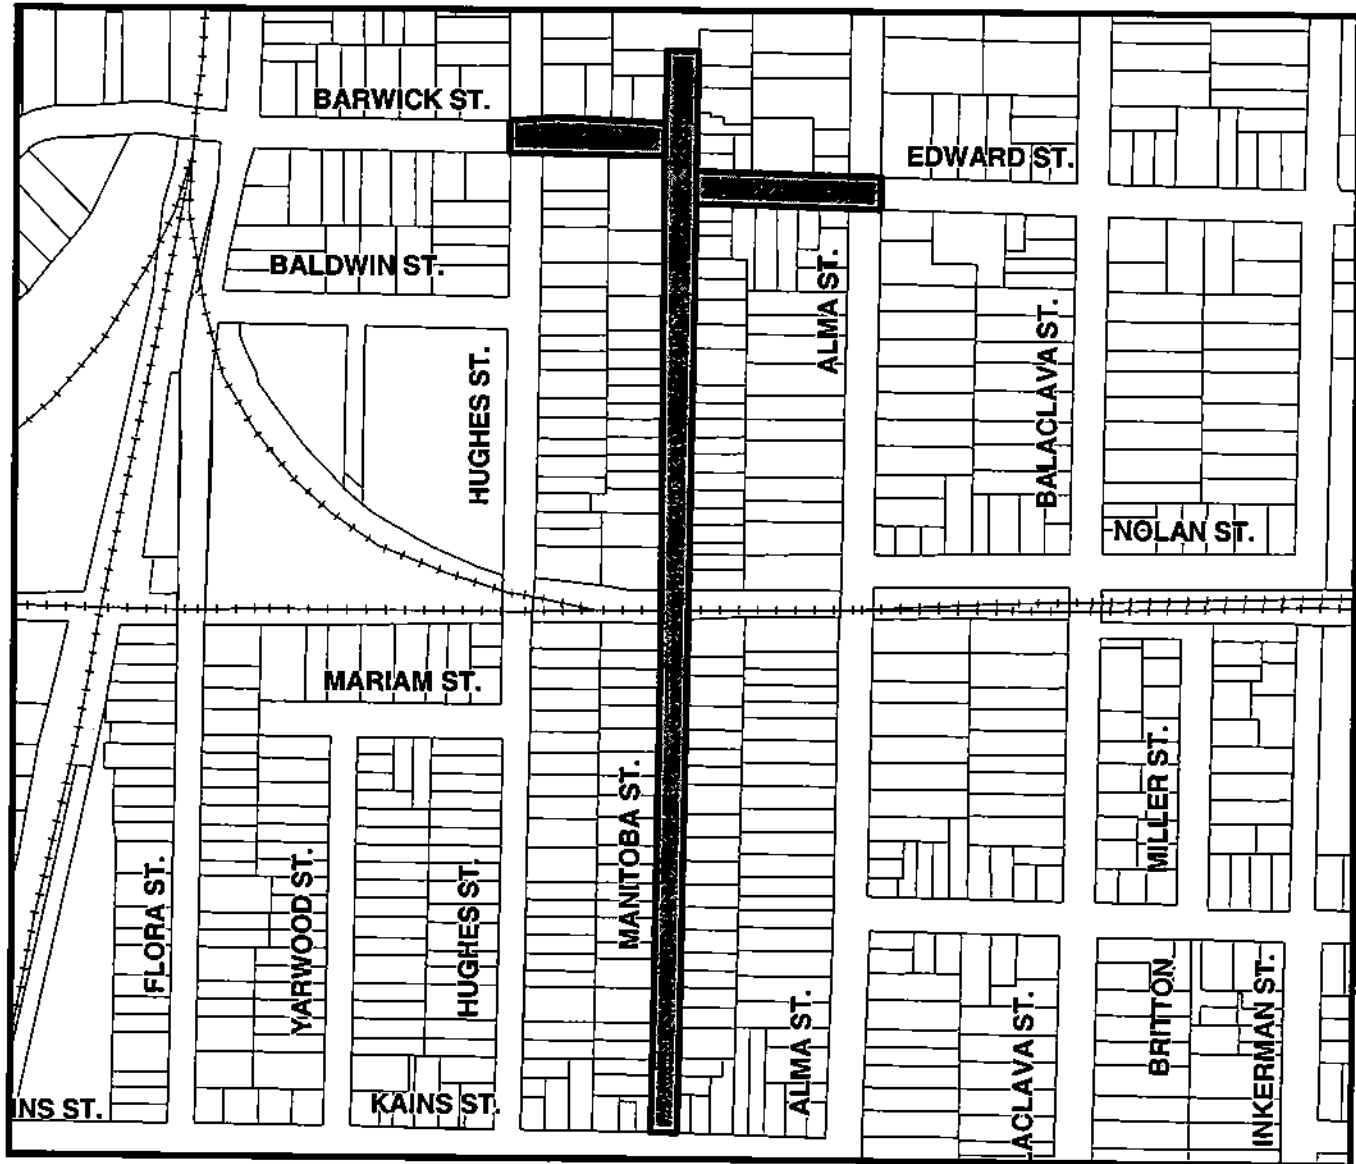 BARWICK ST.
EDWARD ST.
BALDWIN ST.
ALMA ST.
HUGHES ST.
BALACLAVA ST.
NOLAN ST.
MARIAM ST.
MANITOBA ST.
MILLER ST.
FLORA ST.
YARWOOD ST.
HUGHES ST.
ALMA ST.
ACLAVA ST.
BRITTON
INKERMAN ST.
INS ST.
KAINS ST.